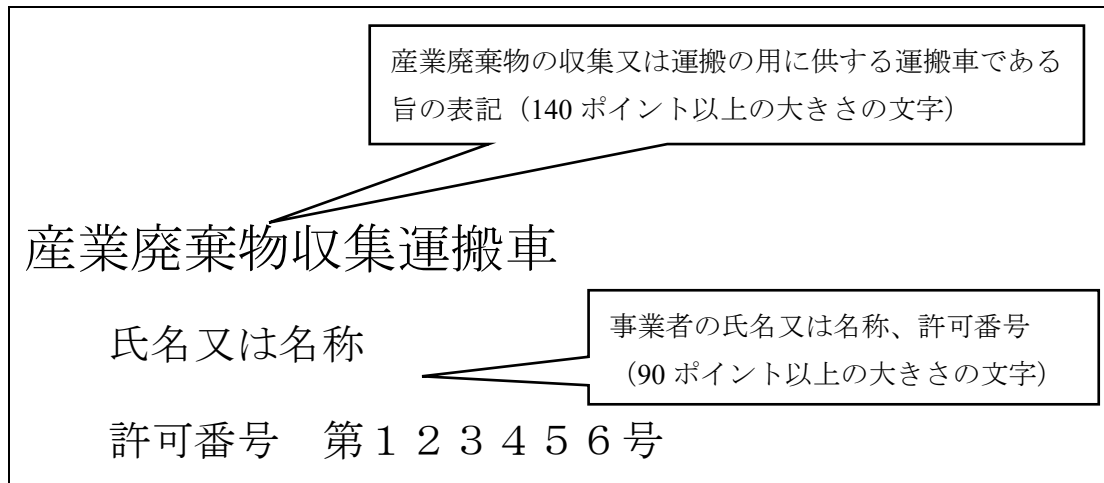 産業廃棄物の収集又は運搬の用に供する運搬車である
旨の表記（140 ポイント以上の大きさの文字）
産業廃棄物収集運搬車
氏名又は名称
事業者の氏名又は名称、許可番号
（90 ポイント以上の大きさの文字）
許可番号　第１２３４５６号